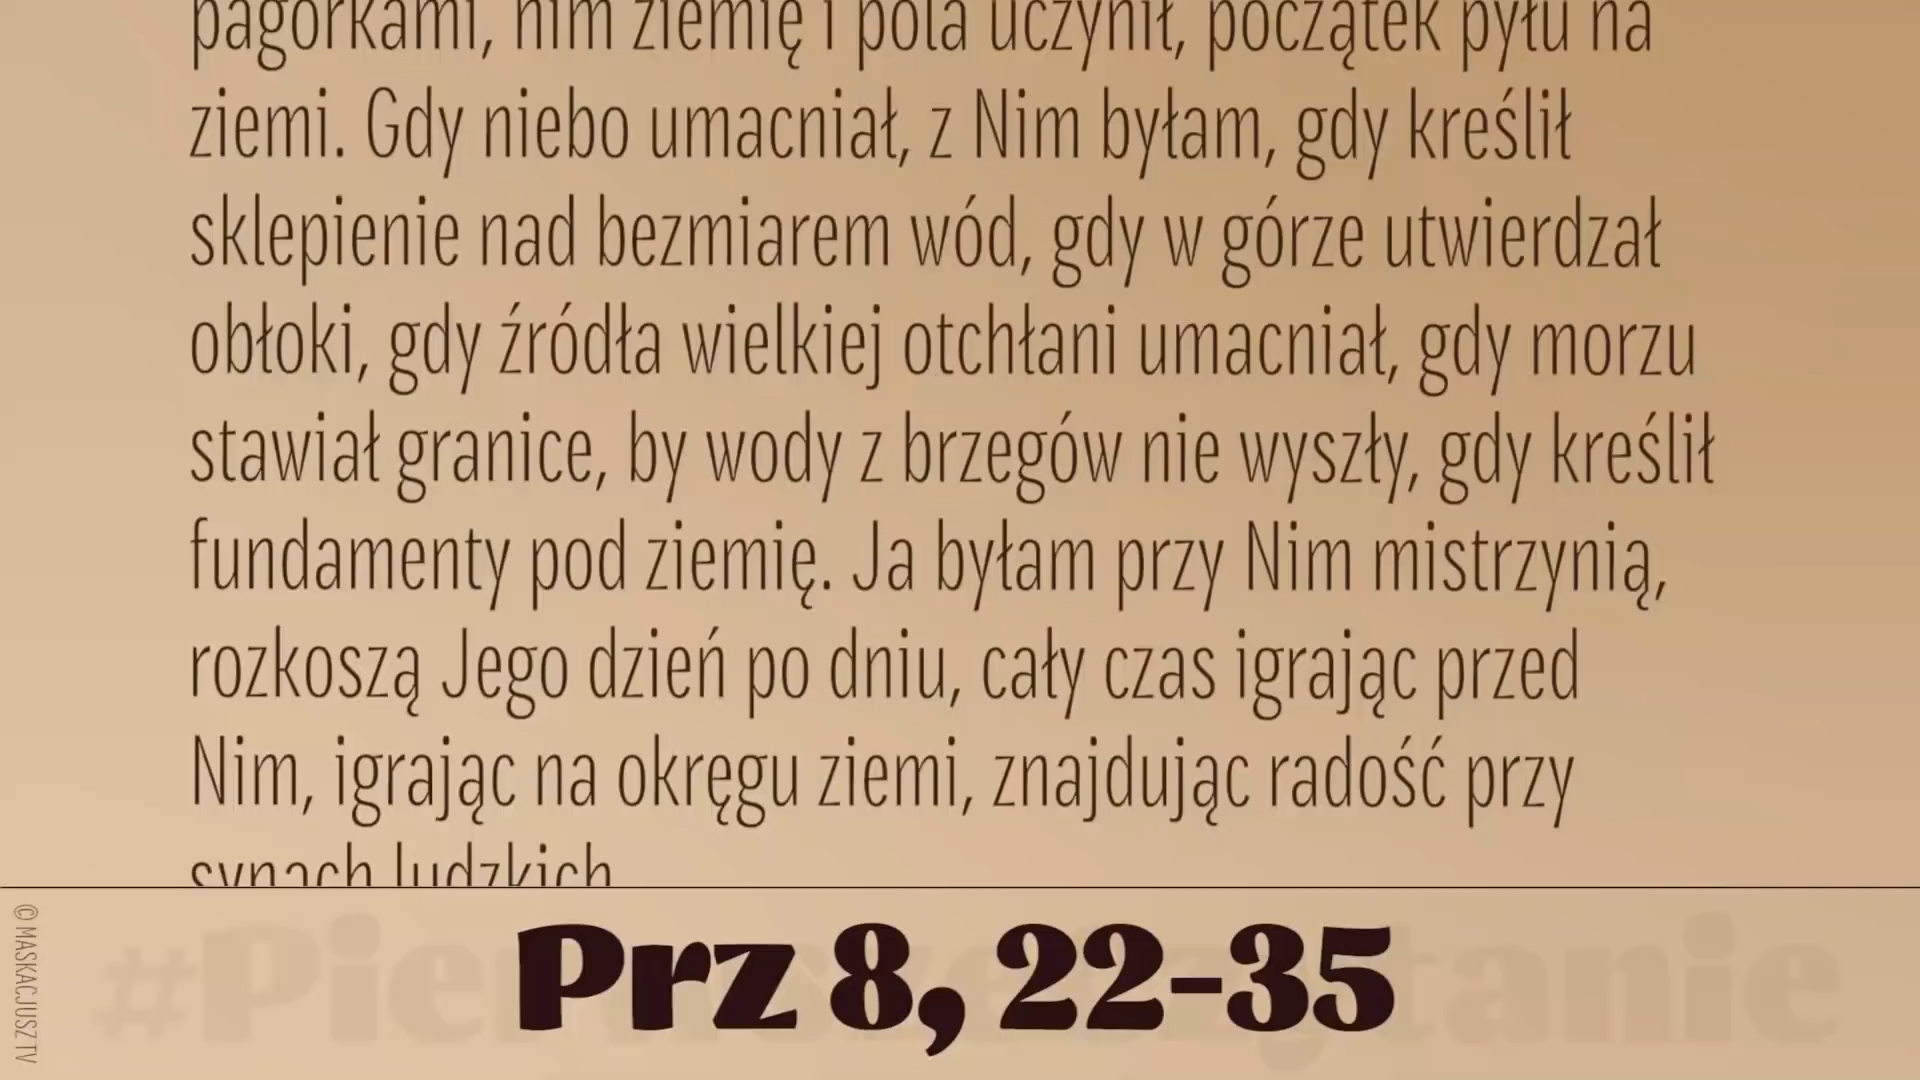 pagórkami, nim ziemię i pola uczynił, początek pyłu na
ziemi. Gdy niebo umacniał, z Nim byłam, gdy kreślił
sklepienie nad bezmiarem wód, gdy w górze utwierdzał
obłoki, gdy źródła wielkiej otchłani umacniał, gdy morzu
stawiał granice, by wody z brzegów nie wyszły, gdy kreślił
fundamenty pod ziemię. Ja byłam przy Nim mistrzynią,
rozkoszą Jego dzień po dniu, cały czas igrając przed
Nim, igrając na okręgu ziemi, znajdując radość przy
synach ludzkich
Prz 8, 22-35
© MASKACJUSZ TV